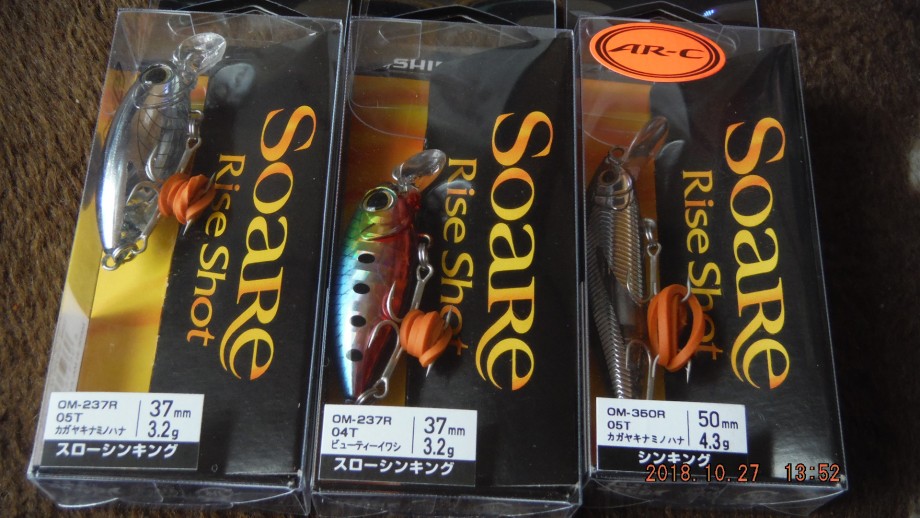 Soare
Rise Shot
OM-237R
05T
カガヤキナミノハナ
37mm
3.2g
スローシンキング
SHI
Soare
Rise Sho
OM-237R
04T
ビューティーイワシ
37mm
3.2g
スローシンキング
AR-C
Soare
Rise Shot
OM-350R
05T
カガヤキナミノハナ
50mm
4.3g
シンキング
2018.10.27 13:52